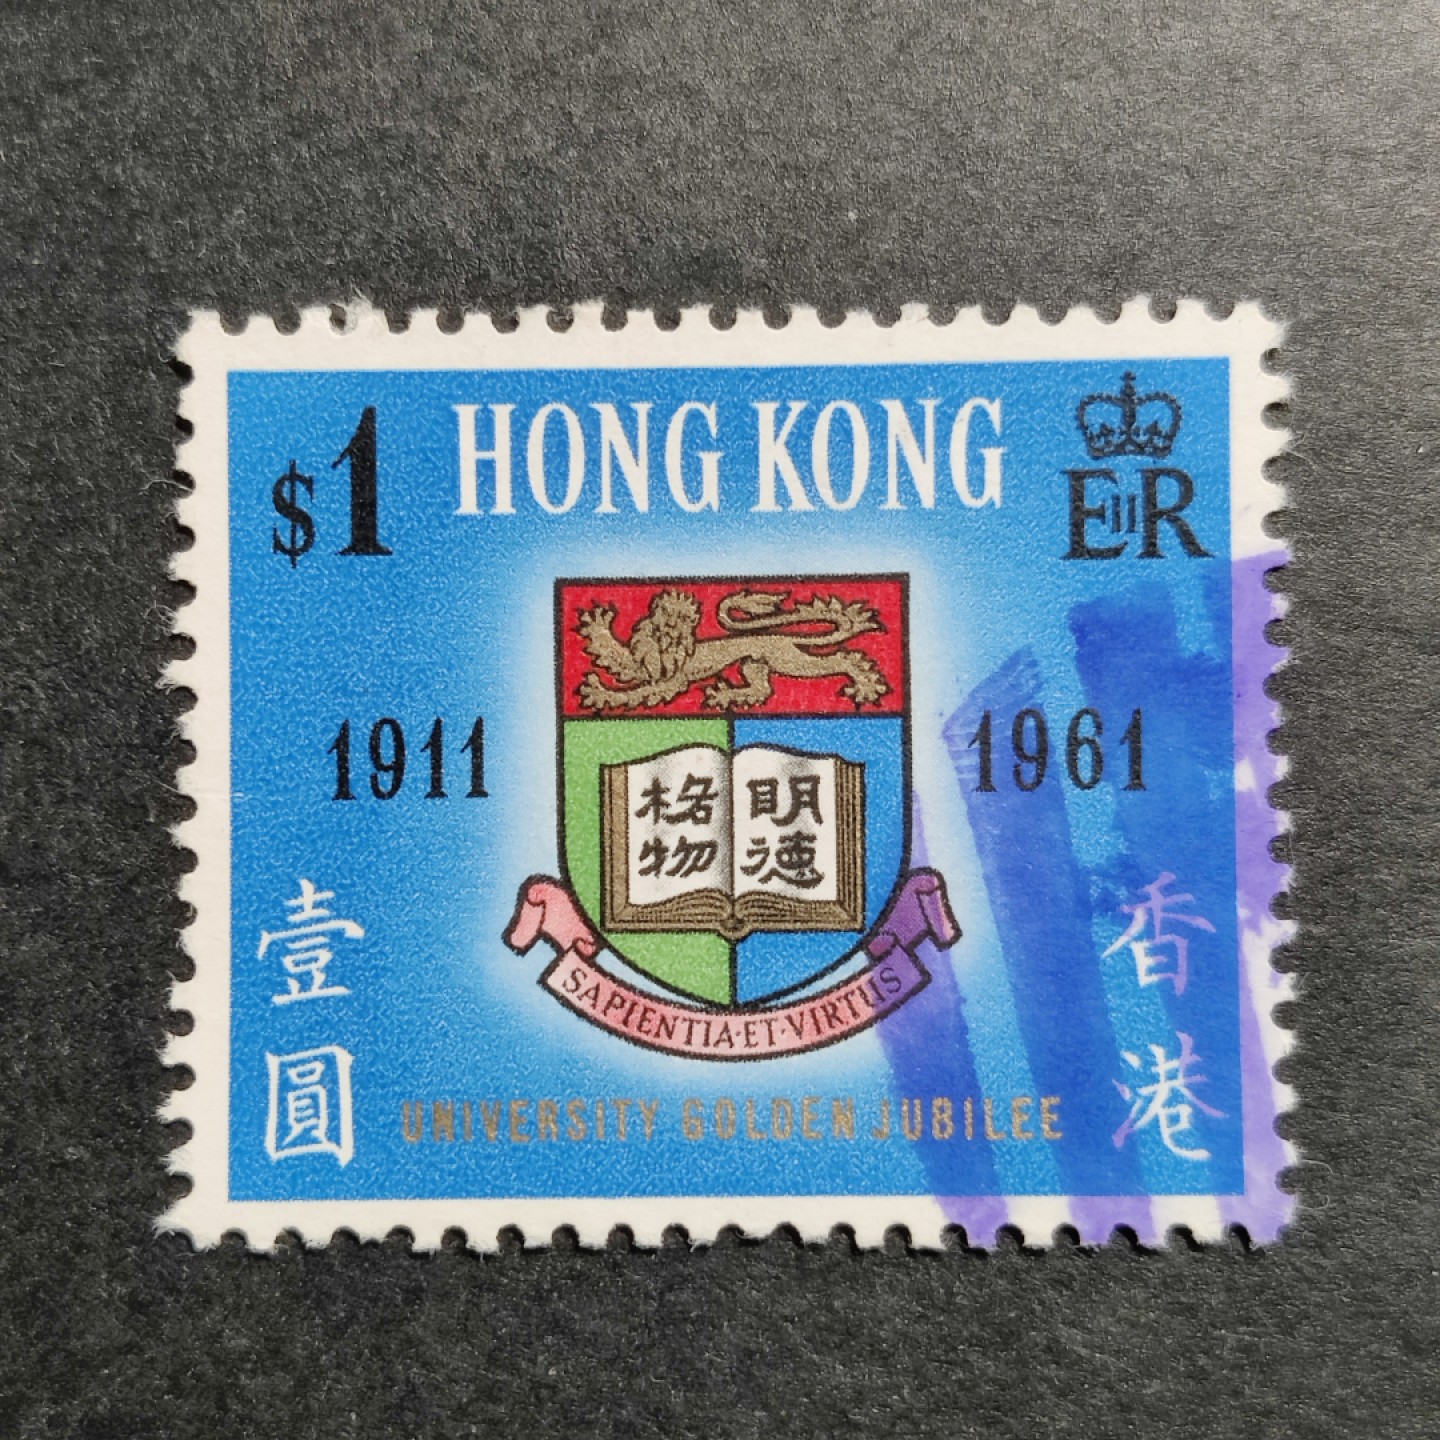 $1 HONG KONG EIIR
1911 1961
明德
格物
SAPIENTIA·ET·VIRTUS
壹圓
香港
UNIVERSITY GOLDEN JUBILEE